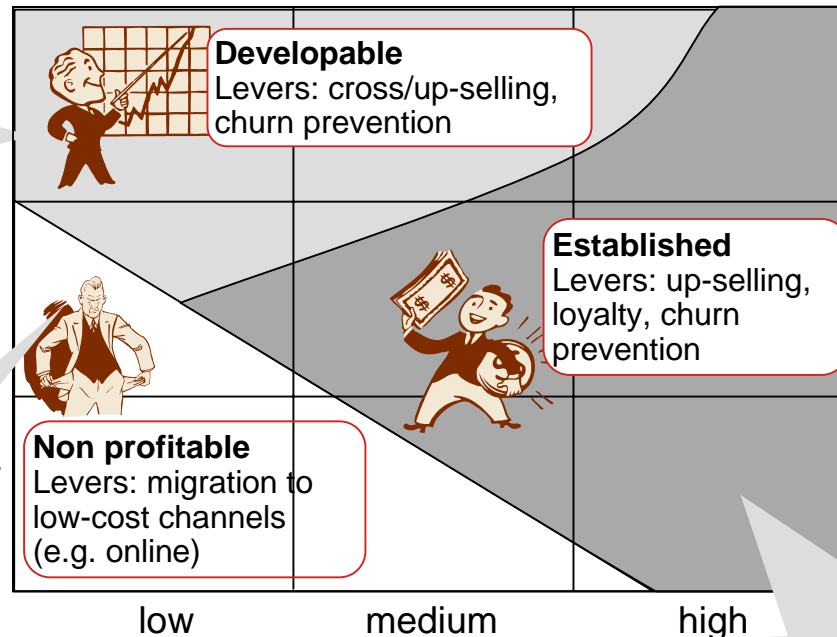 Developable
Levers: cross/up-selling,
churn prevention
Established
Levers: up-selling,
loyalty, churn
prevention
$
$
Non profitable
Levers: migration to
low-cost channels
(e.g. online)
low medium high